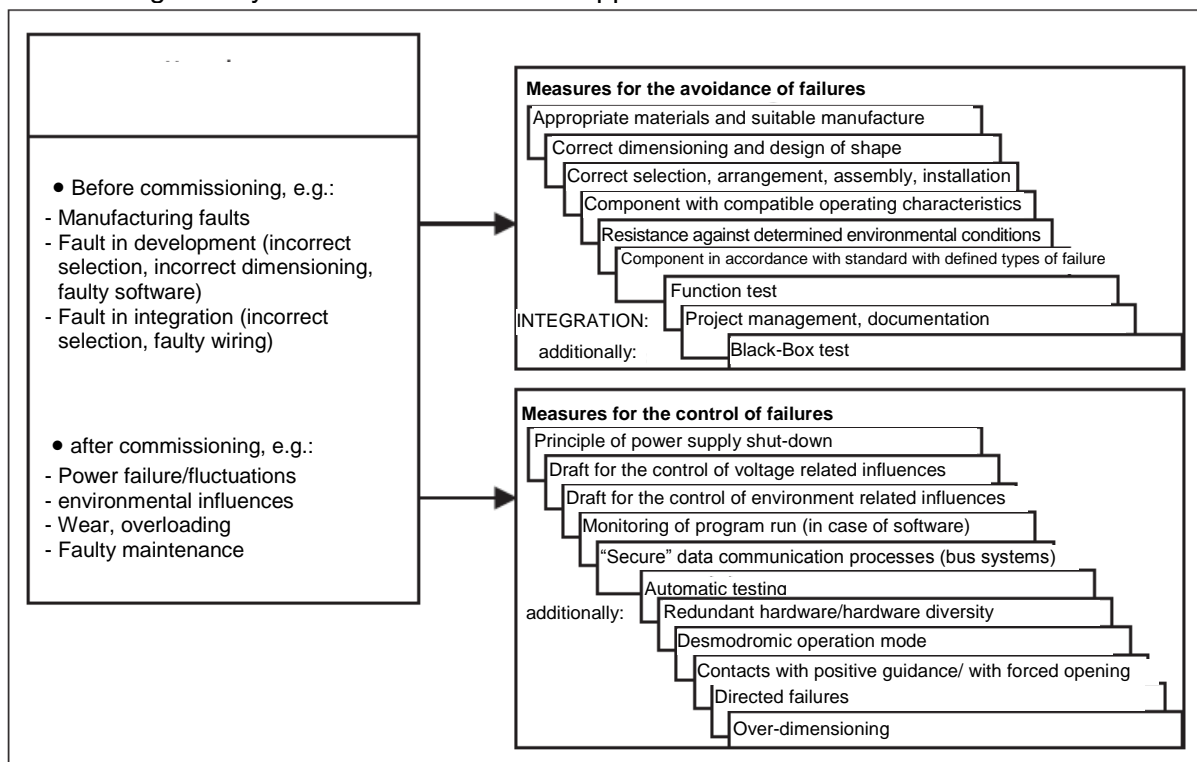 Before commissioning, e.g.:
- Manufacturing faults
- Fault in development (incorrect
selection, incorrect dimensioning,
faulty software)
- Fault in integration (incorrect
selection, faulty wiring)
after commissioning, e.g.:
- Power failure/fluctuations
- environmental influences
- Wear, overloading
- Faulty maintenance
Measures for the avoidance of failures
Appropriate materials and suitable manufacture
Correct dimensioning and design of shape
Correct selection, arrangement, assembly, installation
Component with compatible operating characteristics
Resistance against determined environmental conditions
Component in accordance with standard with defined types of failure
Function test
INTEGRATION: Project management, documentation
additionally: Black-Box test
Measures for the control of failures
Principle of power supply shut-down
Draft for the control of voltage related influences
Draft for the control of environment related influences
Monitoring of program run (in case of software)
“Secure” data communication processes (bus systems)
Automatic testing
additionally: Redundant hardware/hardware diversity
Desmodromic operation mode
Contacts with positive guidance/ with forced opening
Directed failures
Over-dimensioning